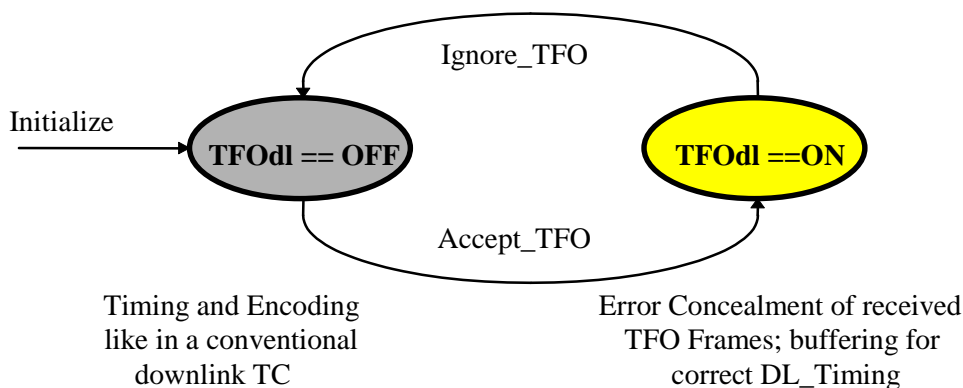 Ignore_TFO
Initialize
TFOdl == OFF
TFOdl ==ON
Accept_TFO
Timing and Encoding
like in a conventional
downlink TC
Error Concealment of received
TFO Frames; buffering for
correct DL_Timing